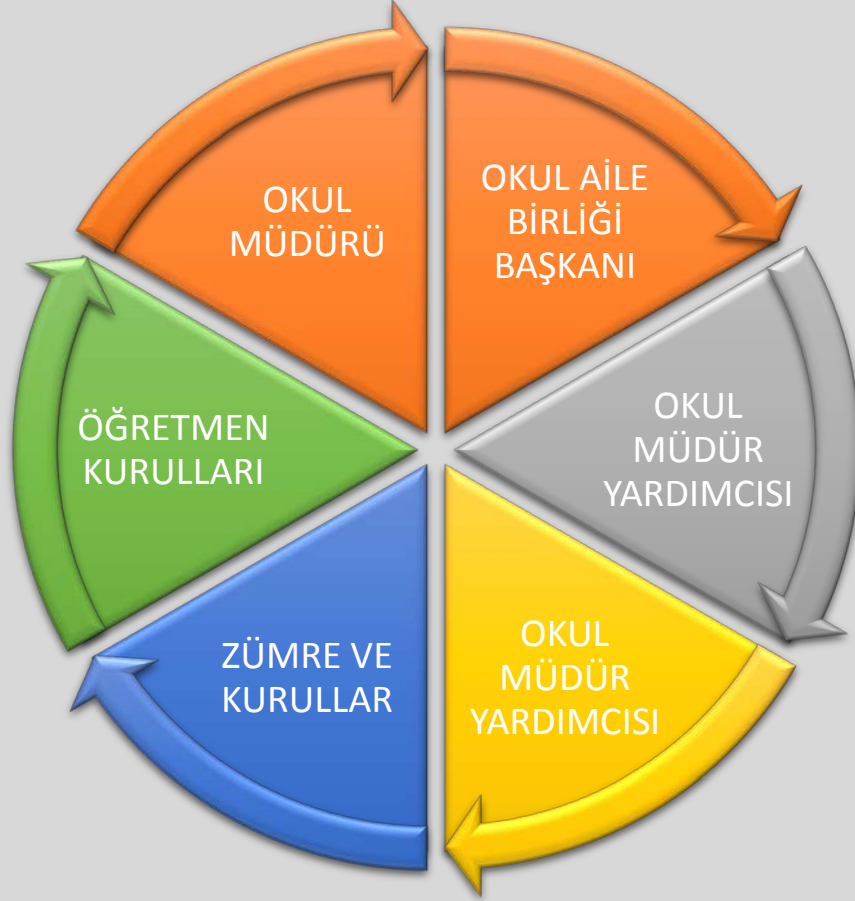 OKUL
MÜDÜRÜ
OKUL AİLE
BİRLİĞİ
BAŞKANI
OKUL
MÜDÜR
YARDIMCISI
OKUL
MÜDÜR
YARDIMCISI
ZÜMRE VE
KURULLAR
ÖĞRETMEN
KURULLARI